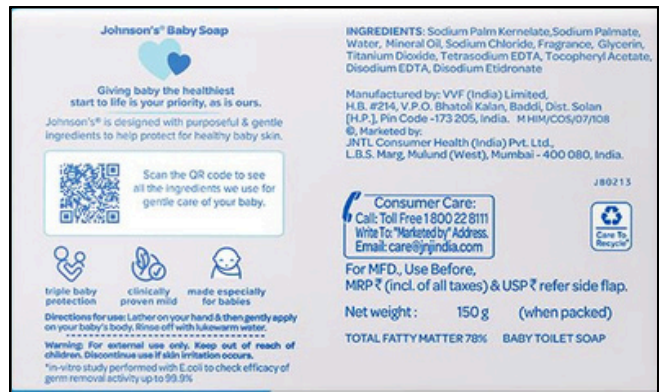 Johnson's® Baby Soap
Giving baby the healthiest
start to life is your priority, as is ours.
Johnson's® is designed with purposeful & gentle
ingredients to help protect for healthy baby skin.
Scan the QR code to see
all the ingredients we use for
gentle care of your baby.
triple baby
protection
clinically
proven mild
made especially
for babies
Directions for use: Lather on your hand & then gently apply
on your baby's body. Rinse off with lukewarm water.
Warning: For external use only. Keep out of reach of
children. Discontinue use if skin irritation occurs.
*in-vitro study performed with E.coli to check efficacy of
germ removal activity up to 99.9%
INGREDIENTS: Sodium Palm Kernelate, Sodium Palmate,
Water, Mineral Oil, Sodium Chloride, Fragrance, Glycerin,
Titanium Dioxide, Tetrasodium EDTA, Tocopheryl Acetate,
Disodium EDTA, Disodium Etidronate
Manufactured by: VVF (India) Limited,
H.B. #214, V.P.O. Bhatoli Kalan, Baddi, Dist. Solan
[H.P.], Pin Code -173 205, India. M HIM/COS/07/108
©, Marketed by:
JNTL Consumer Health (India) Pvt. Ltd.,
L.B.S. Marg, Mulund (West), Mumbai - 400 080, India.
J80213
Consumer Care:
Call: Toll Free 1 800 22 8111
Write To: "Marketed by" Address.
Email: care@jnjindia.com
Care To
Recycle®
For MFD., Use Before,
MRP ₹ (incl. of all taxes) & USP ₹ refer side flap.
Net weight : 150 g (when packed)
TOTAL FATTY MATTER 78% BABY TOILET SOAP